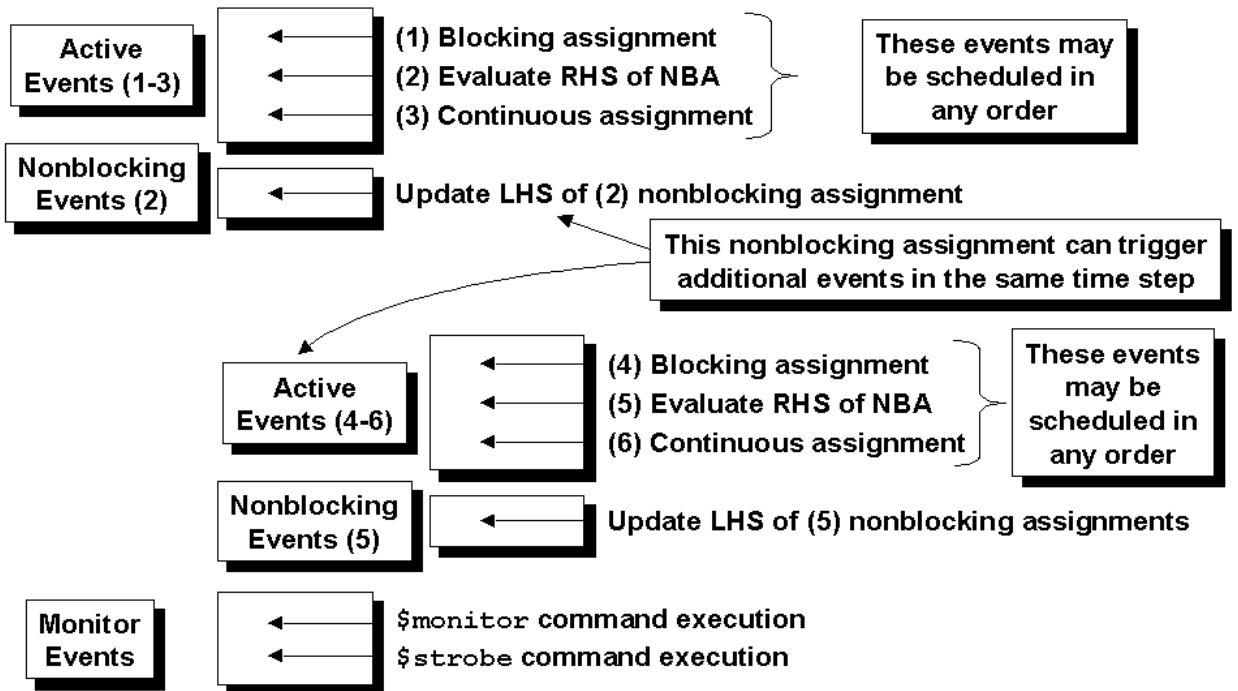 Active
Events (1-3)
(1) Blocking assignment
(2) Evaluate RHS of NBA
(3) Continuous assignment
These events may
be scheduled in
any order
Nonblocking
Events (2)
Update LHS of (2) nonblocking assignment
This nonblocking assignment can trigger
additional events in the same time step
Active
Events (4-6)
(4) Blocking assignment
(5) Evaluate RHS of NBA
(6) Continuous assignment
These events
may be
scheduled in
any order
Nonblocking
Events (5)
Update LHS of (5) nonblocking assignments
Monitor
Events
$monitor command execution
$strobe command execution